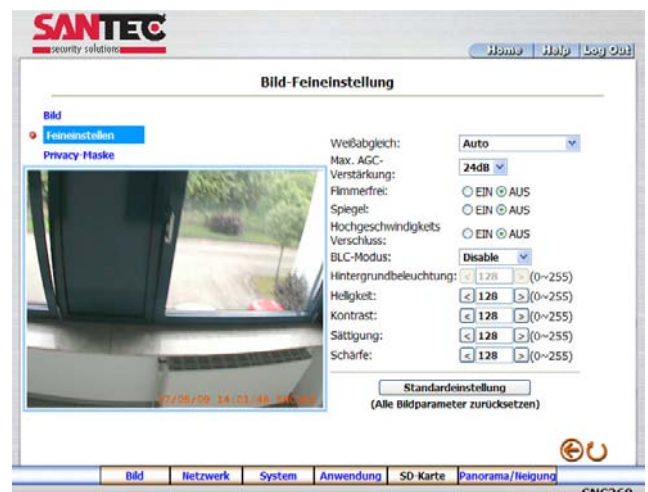 SANTEC
security solutions
Home Help Log Out
Bild-Feineinstellung
Bild
Feineinstellen
Privacy-Maske
Weißabgleich: Auto
Max. AGC-
Verstärkung: 24dB
Flimmerfrei: EIN AUS
Spiegel: EIN AUS
Hochgeschwindigkeits
Verschluss: EIN AUS
BLC-Modus: Disable
Hintergrundbeleuchtung: < 128 > (0~255)
Helligkeit: < 128 > (0~255)
Kontrast: < 128 > (0~255)
Sättigung: < 128 > (0~255)
Schärfe: < 128 > (0~255)
Standardeinstellung
(Alle Bildparameter zurücksetzen)
Bild Netzwerk System Anwendung SD-Karte Panorama/Neigung